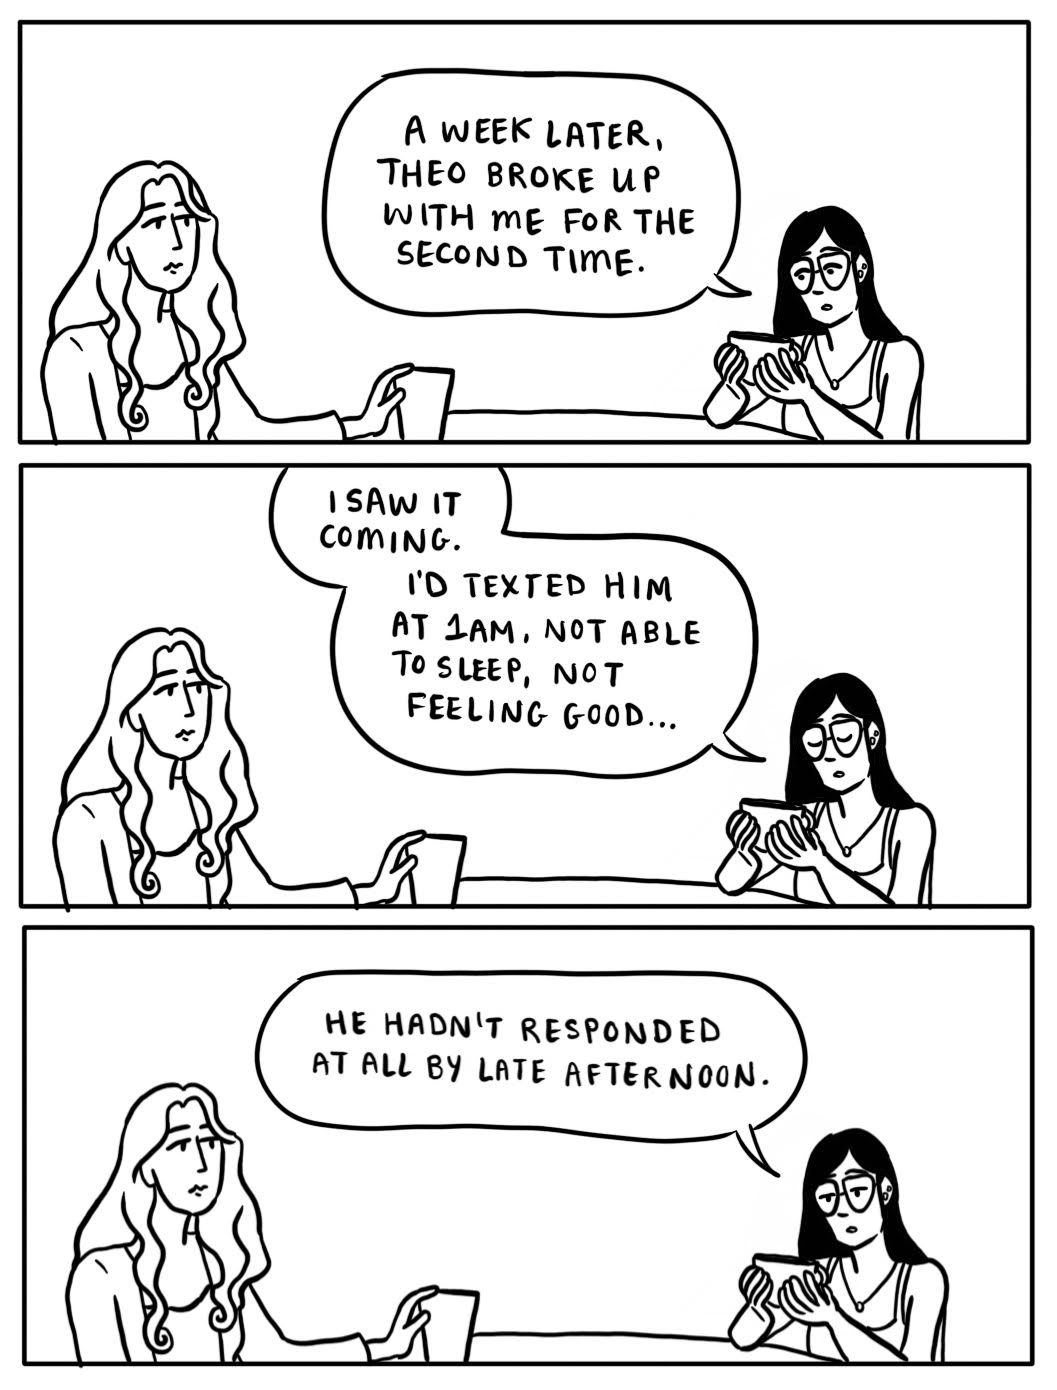 A WEEK LATER,
THEO BROKE UP
WITH ME FOR THE
SECOND TIME.
I SAW IT
COMING.
I'D TEXTED HIM
AT 1AM, NOT ABLE
TO SLEEP, NOT
FEELING GOOD...
HE HADN'T RESPONDED
AT ALL BY LATE AFTERNOON.